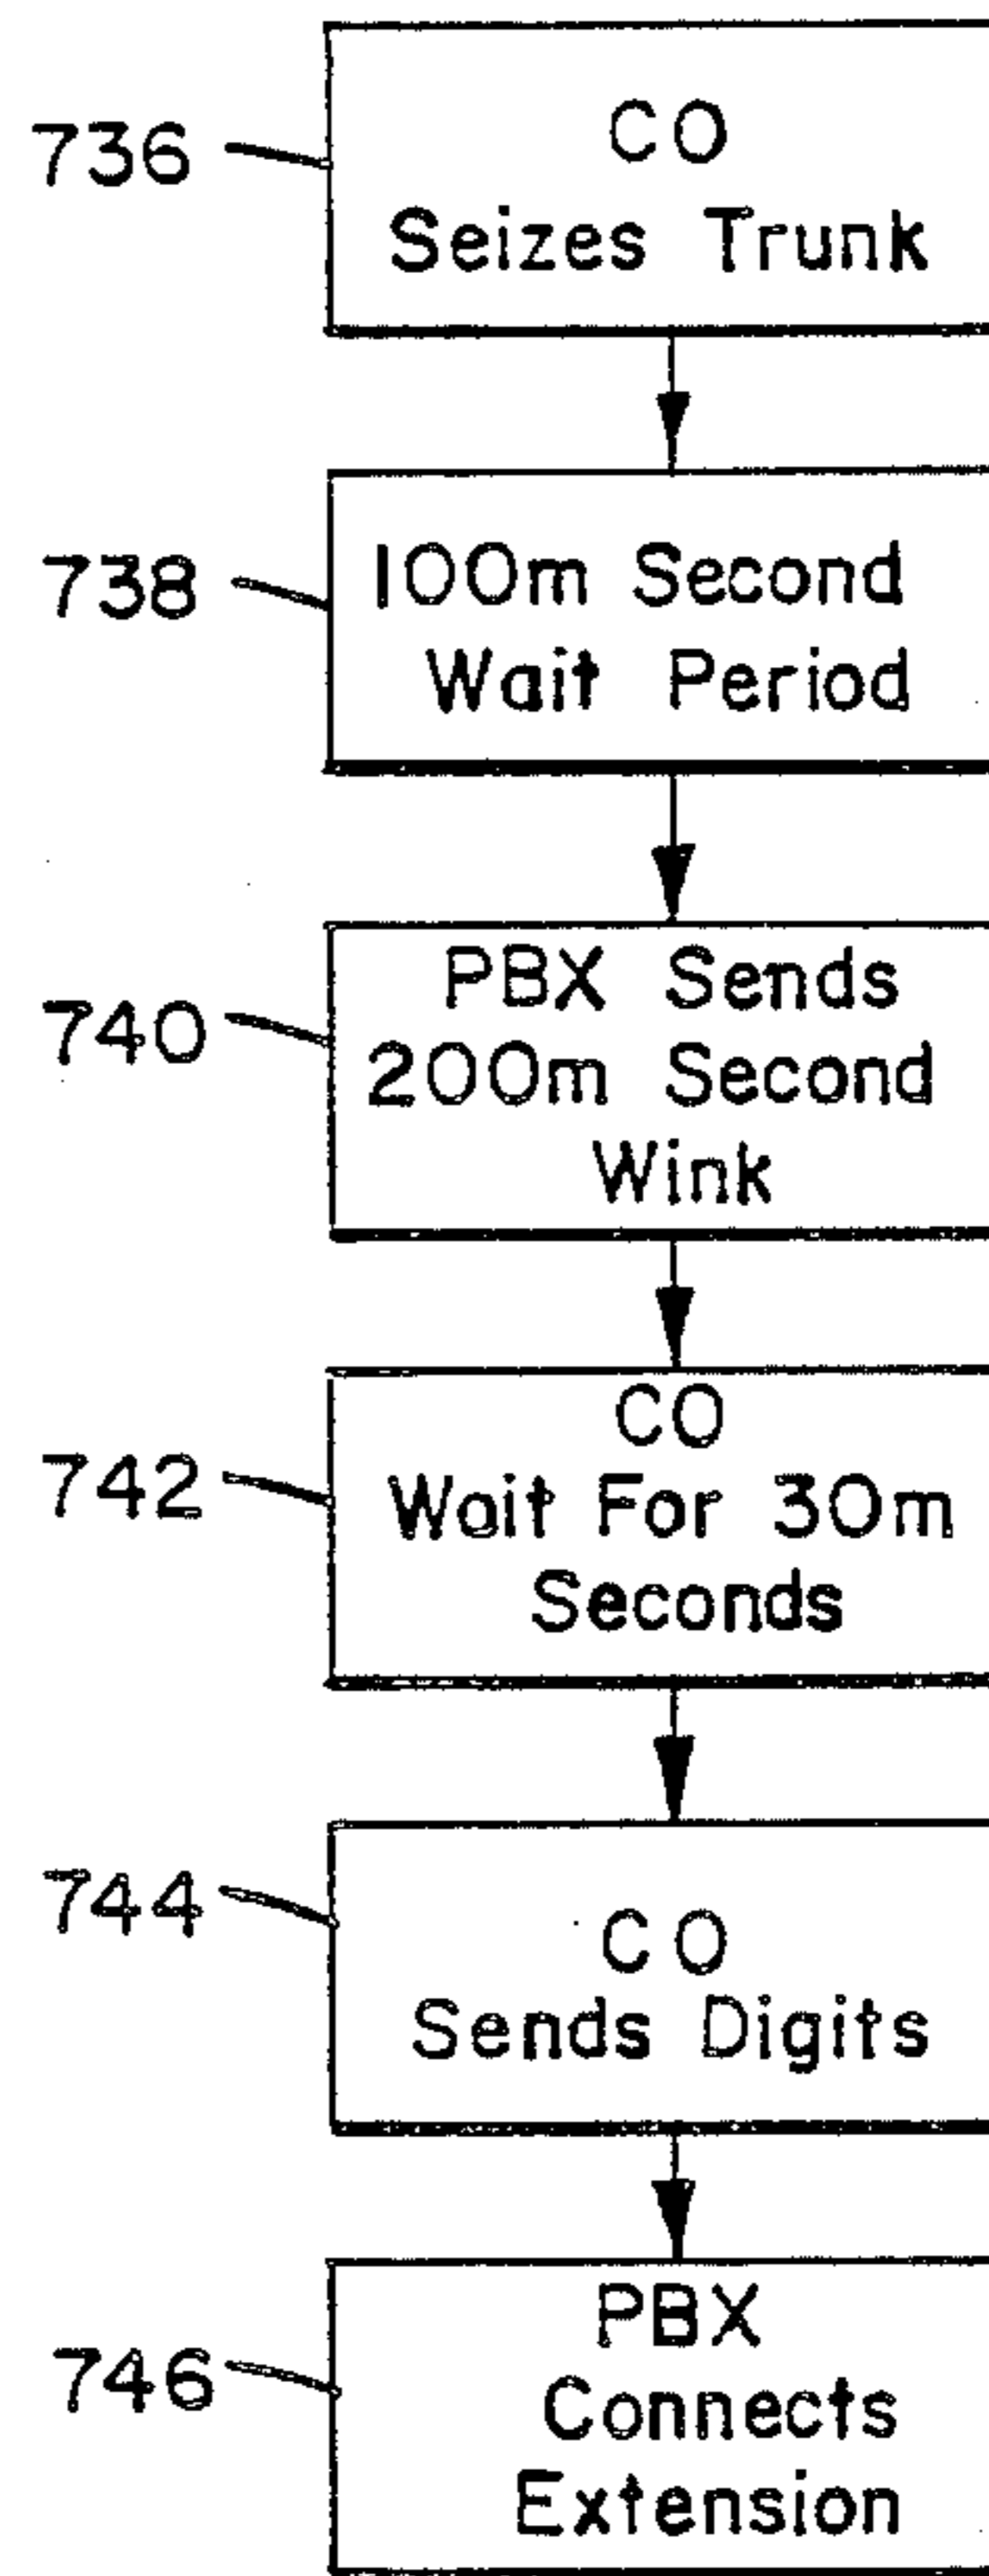 736
CO
Seizes Trunk
738
100m Second
Wait Period
740
PBX Sends
200m Second
Wink
742
CO
Wait For 30m
Seconds
744
CO
Sends Digits
746
PBX
Connects
Extension